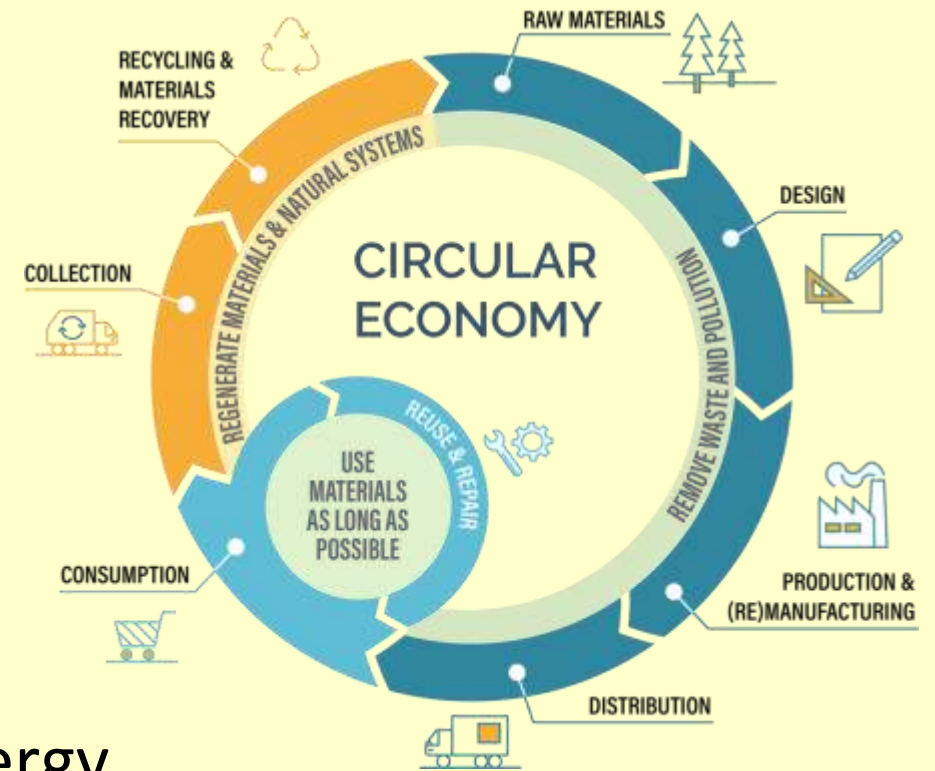 RAW MATERIALS
RECYCLING &
MATERIALS
RECOVERY
DESIGN
REGENERATE MATERIALS & NATURAL SYSTEMS
CIRCULAR
ECONOMY
COLLECTION
REMOVE WASTE AND POLLUTION
REUSE & REPAIR
USE
MATERIALS
AS LONG AS
POSSIBLE
CONSUMPTION
PRODUCTION &
(RE)MANUFACTURING
DISTRIBUTION